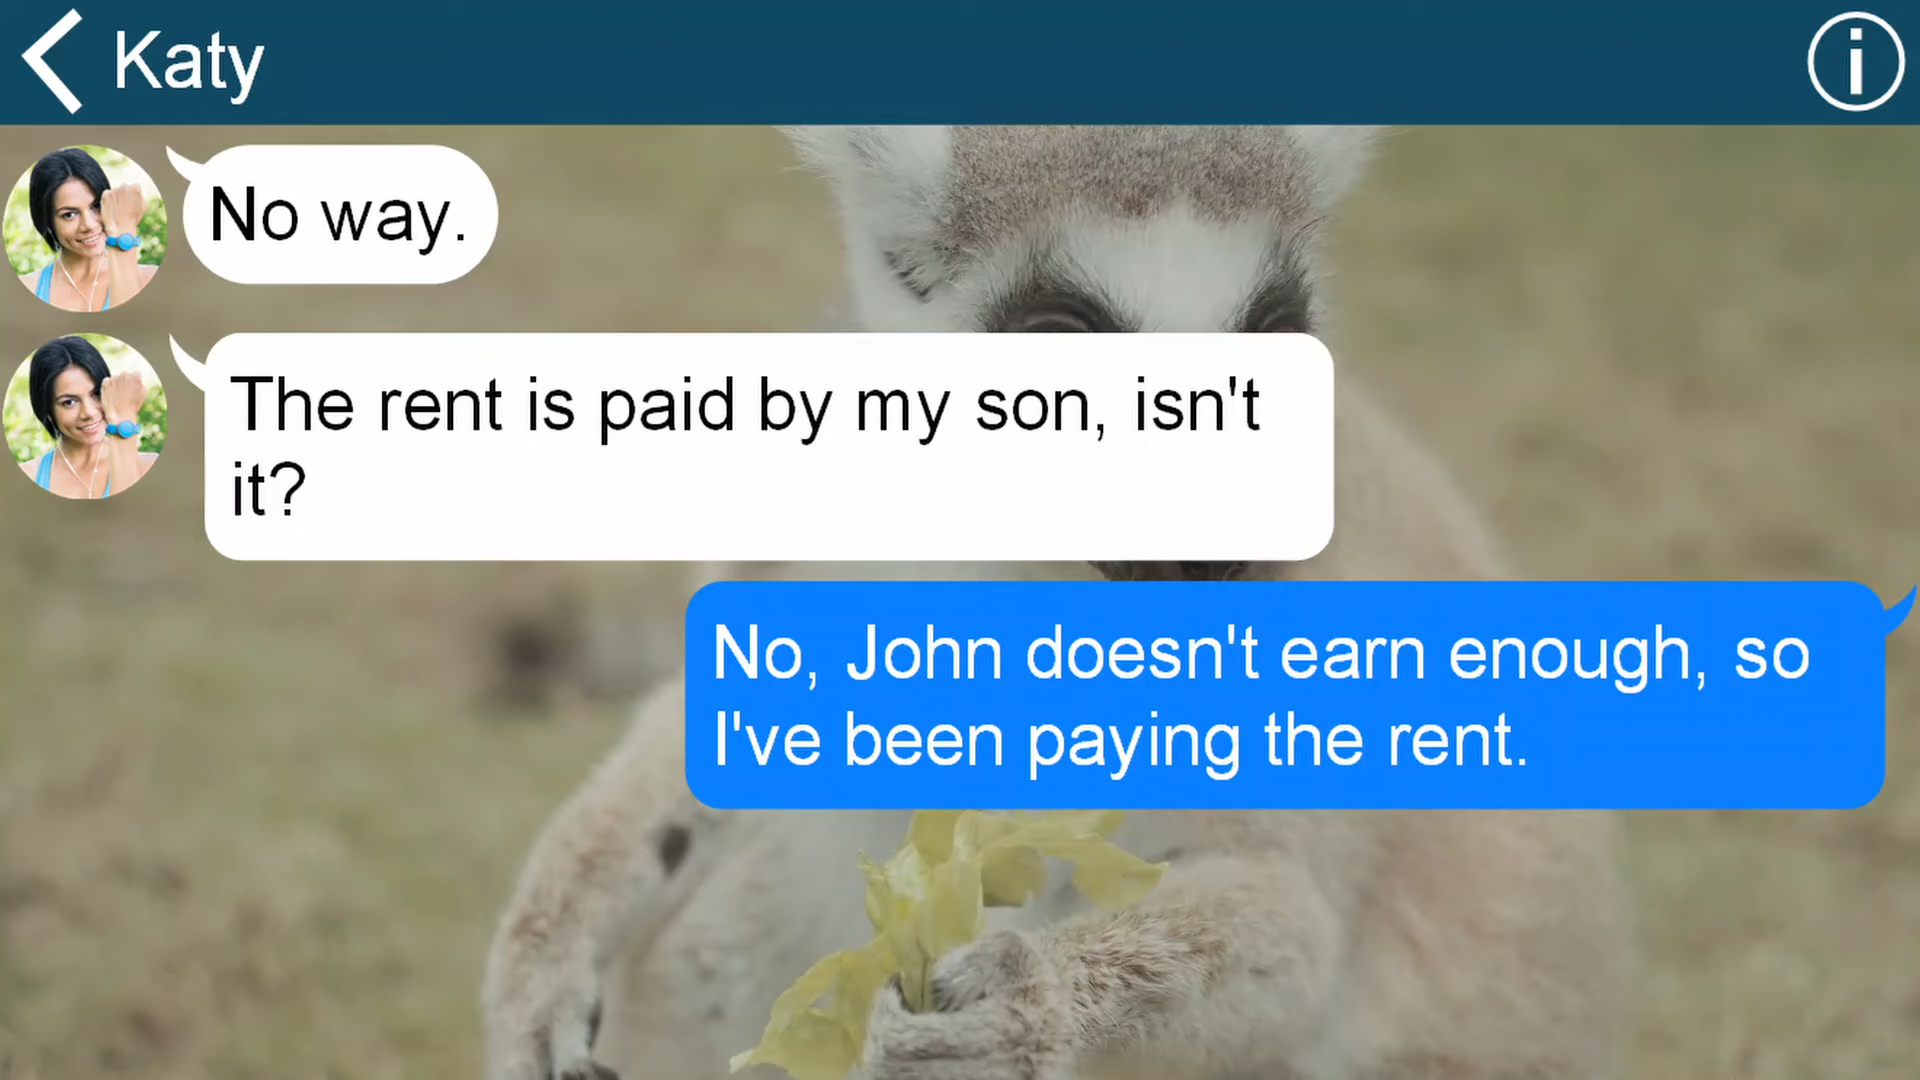 Katy
No way.
The rent is paid by my son, isn't
it?
No, John doesn't earn enough, so
I've been paying the rent.